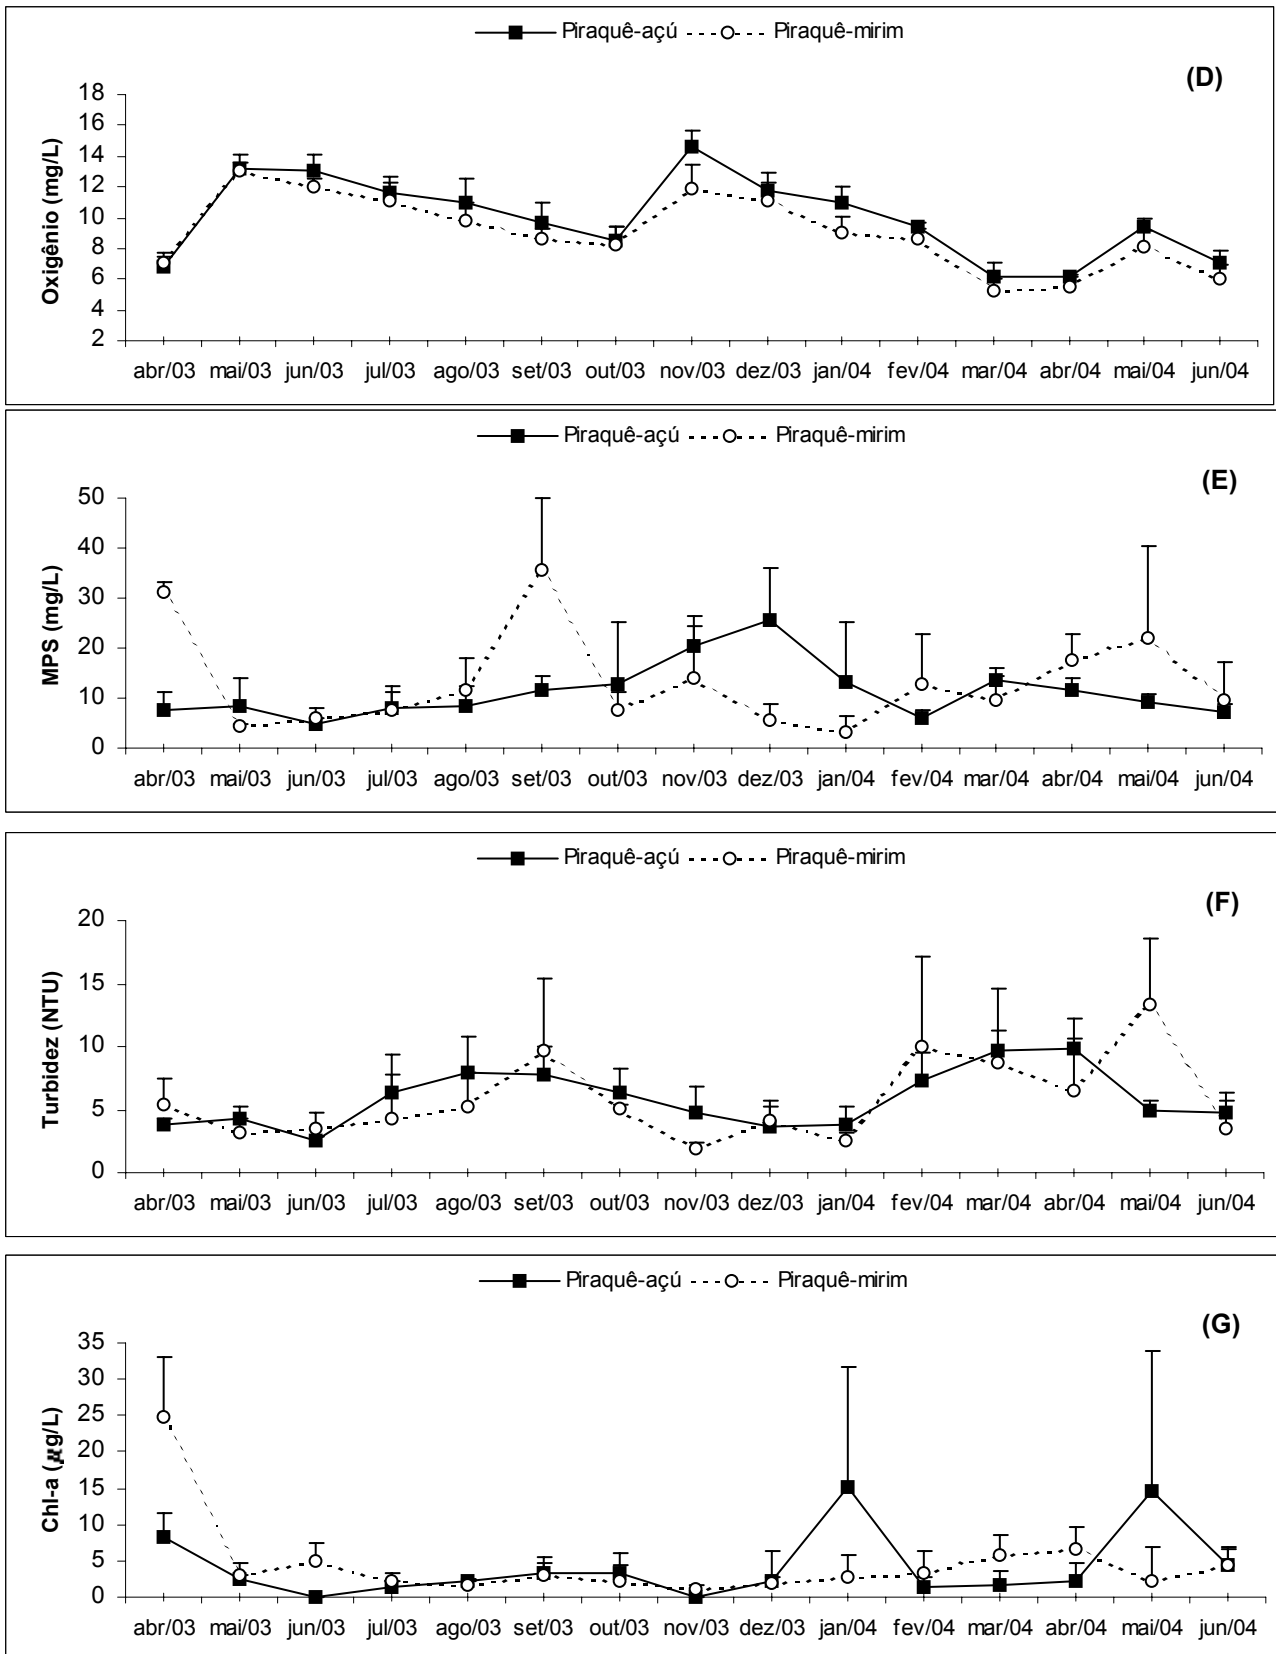 Piraquê-açú Piraquê-mirim
(D)
Oxigênio (mg/L)
18
16
14
12
10
8
6
4
2
abr/03 mai/03 jun/03 jul/03 ago/03 set/03 out/03 nov/03 dez/03 jan/04 fev/04 mar/04 abr/04 mai/04 jun/04
Piraquê-açú Piraquê-mirim
(E)
MPS (mg/L)
50
40
30
20
10
0
abr/03 mai/03 jun/03 jul/03 ago/03 set/03 out/03 nov/03 dez/03 jan/04 fev/04 mar/04 abr/04 mai/04 jun/04
Piraquê-açú Piraquê-mirim
(F)
Turbidez (NTU)
20
15
10
5
0
abr/03 mai/03 jun/03 jul/03 ago/03 set/03 out/03 nov/03 dez/03 jan/04 fev/04 mar/04 abr/04 mai/04 jun/04
Piraquê-açú Piraquê-mirim
(G)
Chl-a (μg/L)
35
30
25
20
15
10
5
0
abr/03 mai/03 jun/03 jul/03 ago/03 set/03 out/03 nov/03 dez/03 jan/04 fev/04 mar/04 abr/04 mai/04 jun/04